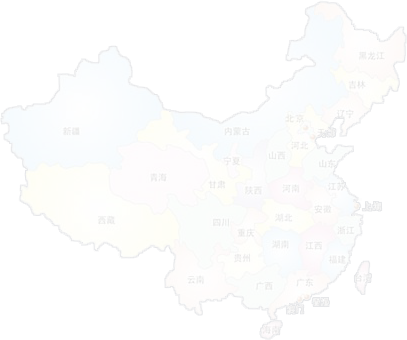 黑龙江
吉林
辽宁
北京
天津
内蒙古
新疆
河北
宁夏
山西
山东
青海
甘肃
陕西
河南
江苏
西藏
安徽
上海
四川
湖北
重庆
浙江
湖南
江西
贵州
福建
云南
台湾
广西
广东
香港
澳门
海南